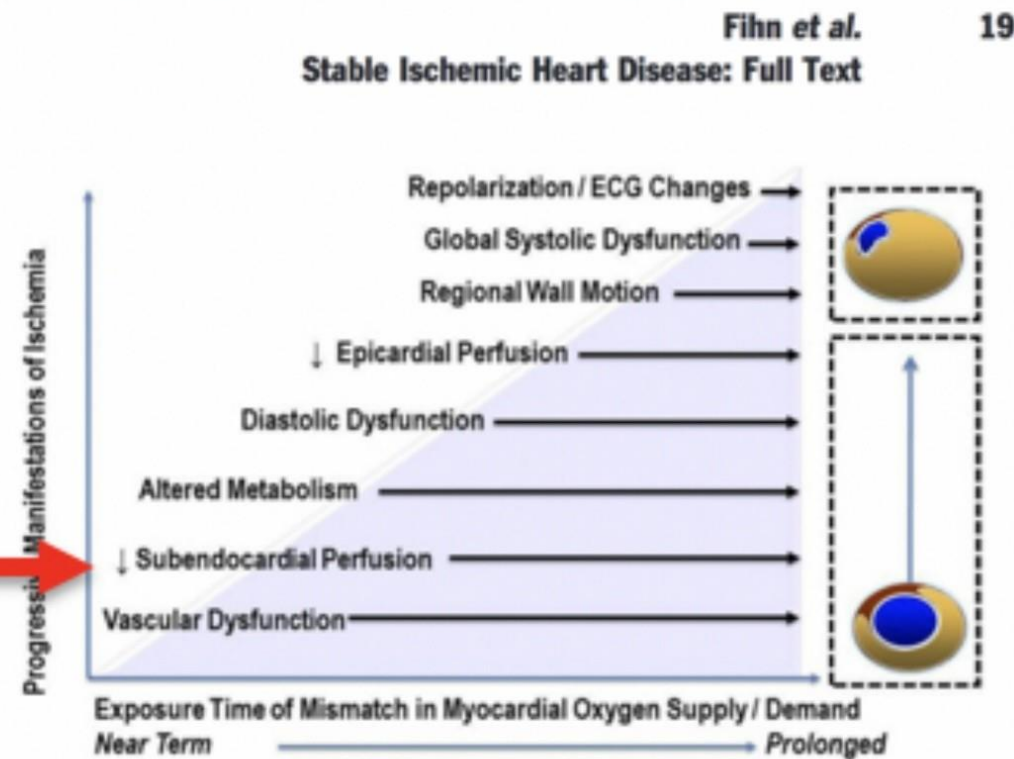 Fihn et al. 19
Stable Ischemic Heart Disease: Full Text
Repolarization / ECG Changes
Global Systolic Dysfunction
Regional Wall Motion
↓ Epicardial Perfusion
Diastolic Dysfunction
Altered Metabolism
↓ Subendocardial Perfusion
Vascular Dysfunction
Progressive Manifestations of Ischemia
Exposure Time of Mismatch in Myocardial Oxygen Supply / Demand
Near Term Prolonged